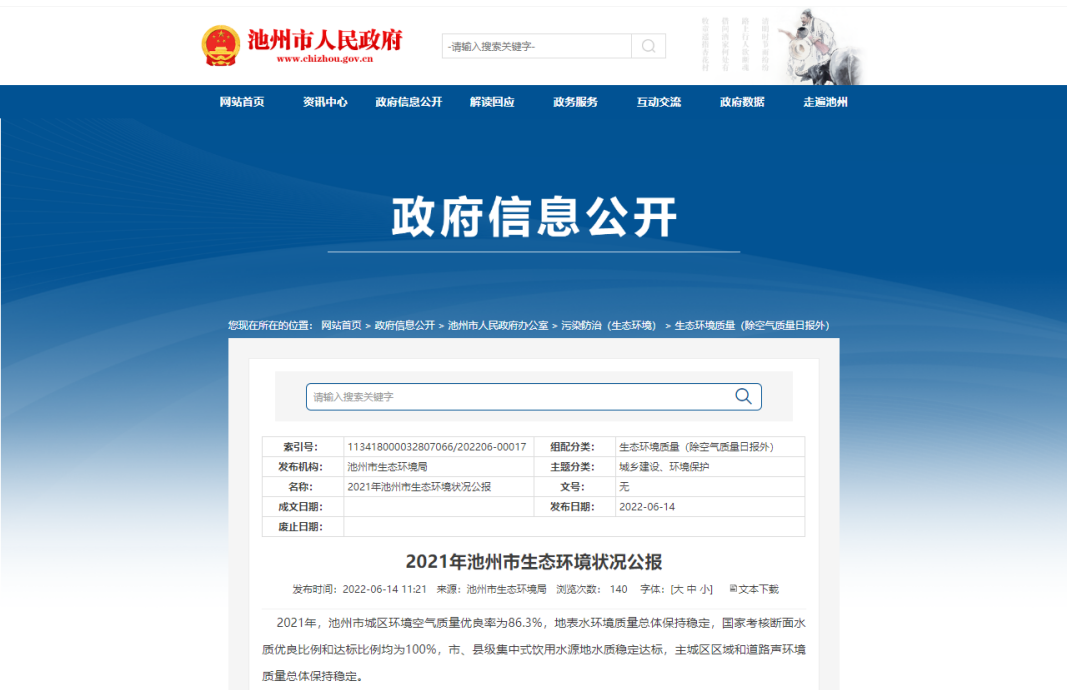 池州市人民政府
www.chizhou.gov.cn
-请输入搜索关键字-
网站首页 资讯中心 政府信息公开 解读回应 政务服务 互动交流 政府数据 走遍池州
政府信息公开
您现在所在的位置： 网站首页 > 政府信息公开 > 池州市人民政府办公室 > 污染防治（生态环境） > 生态环境质量（除空气质量日报外）
请输入搜索关键字
索引号： 113418000032807066/202206-00017 组配分类： 生态环境质量（除空气质量日报外）
发布机构： 池州市生态环境局 主题分类： 城乡建设、环境保护
名称： 2021年池州市生态环境状况公报 文号： 无
成文日期： 发布日期： 2022-06-14
废止日期：
2021年池州市生态环境状况公报
发布时间：2022-06-14 11:21 来源：池州市生态环境局 浏览次数： 140 字体：[大 中 小] 文本下载
2021年，池州市城区环境空气质量优良率为86.3%，地表水环境质量总体保持稳定，国家考核断面水
质优良比例和达标比例均为100%，市、县级集中式饮用水源地水质稳定达标，主城区区域和道路声环境
质量总体保持稳定。